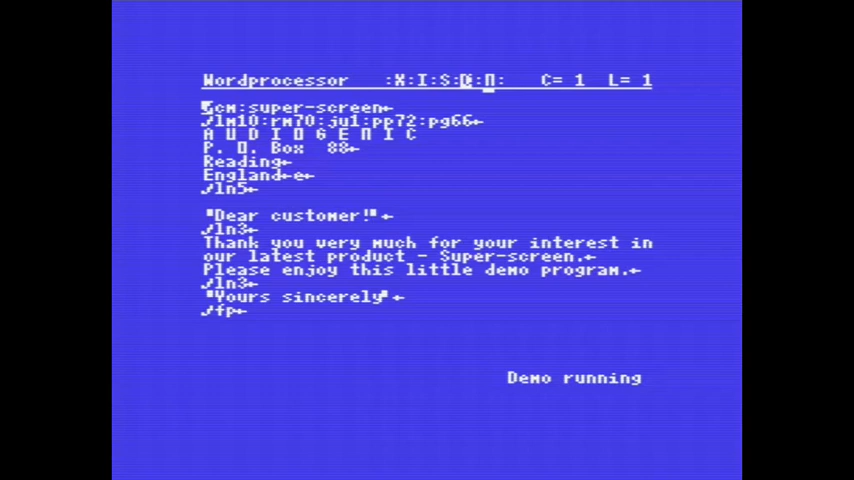 Wordprocessor :X:I:S:D:N: C= 1 L= 1
✓cm:super-screen←
✓lm10:rm70:ju1:pp72:pg66←
A U D I O G E N I C
P. O. Box 88←
Reading←
England←e←
✓ln5←
"Dear customer!"←
✓ln3←
Thank you very much for your interest in
our latest product - Super-screen.←
Please enjoy this little demo program.←
✓ln3←
"Yours sincerely"←
✓fp←
Demo running